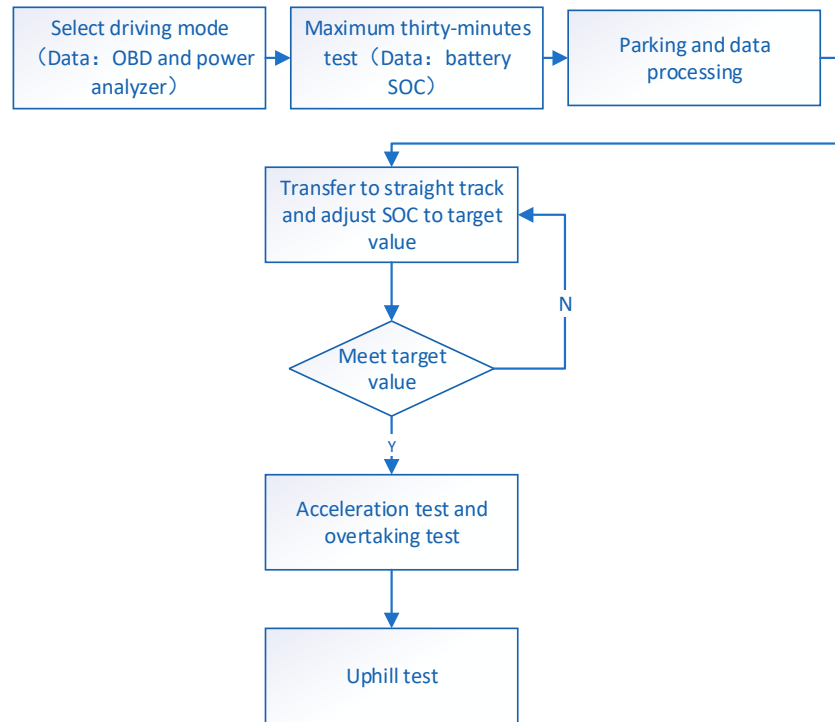 Select driving mode
（Data：OBD and power
analyzer）
Maximum thirty-minutes
test（Data：battery
SOC）
Parking and data
processing
Transfer to straight track
and adjust SOC to target
value
N
Meet target
value
Y
Acceleration test and
overtaking test
Uphill test